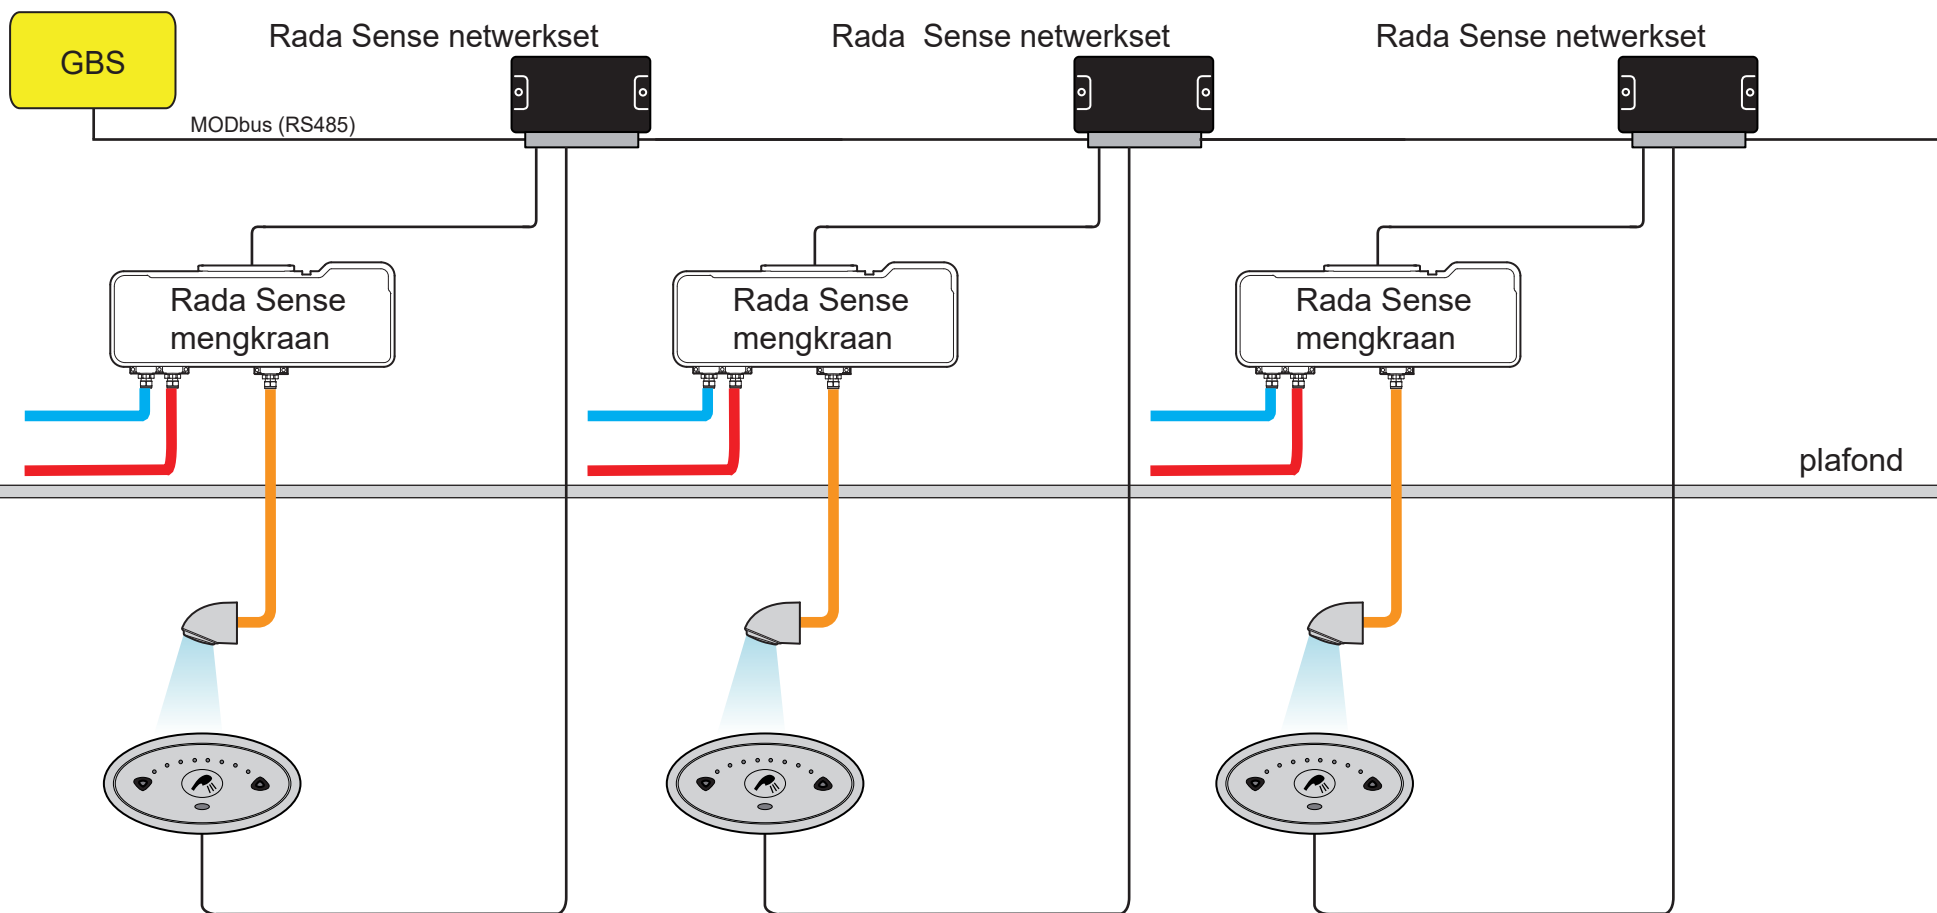 GBS
Rada Sense netwerkset
Rada  Sense netwerkset
Rada Sense netwerkset
MODbus (RS485)
Rada Sense
mengkraan
Rada Sense
mengkraan
Rada Sense
mengkraan
plafond